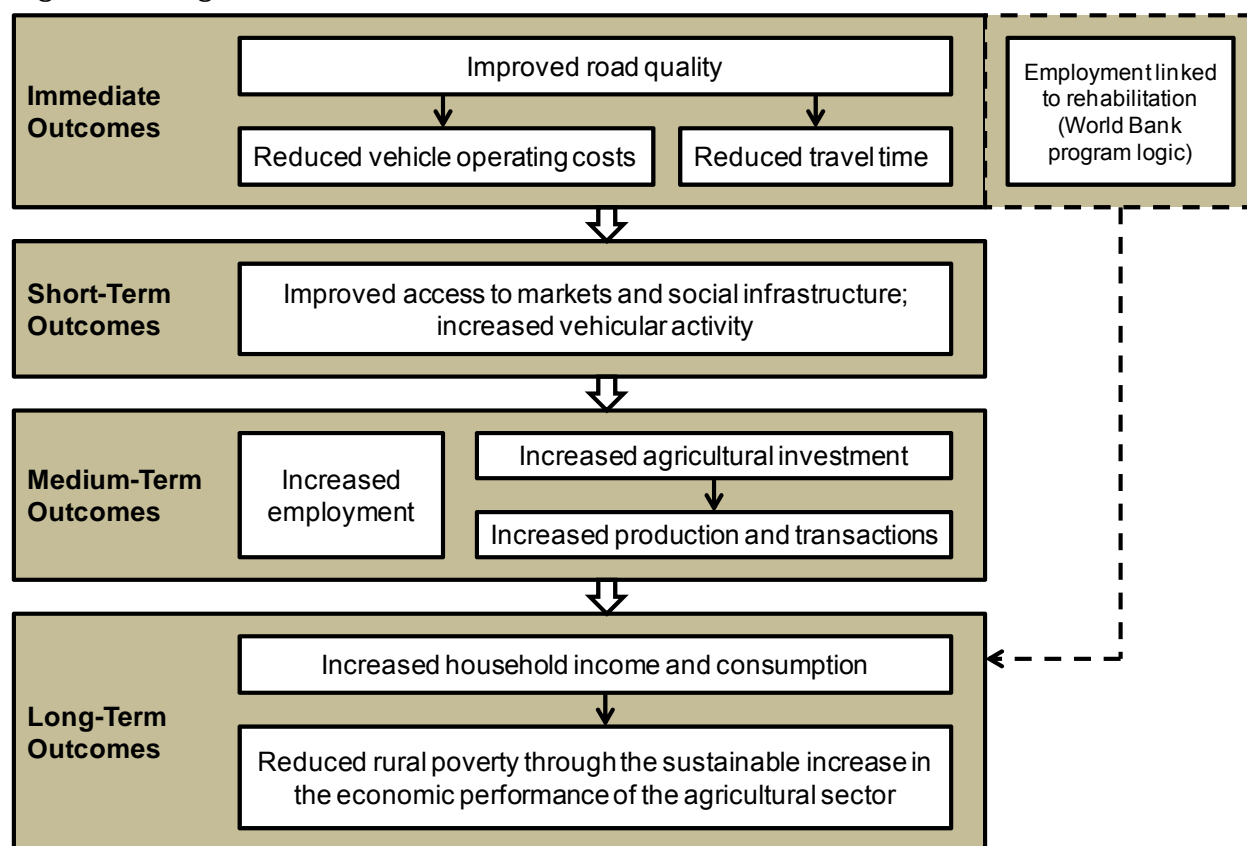 Immediate
Outcomes
Improved road quality
Reduced vehicle operating costs
Reduced travel time
Employment linked
to rehabilitation
(World Bank
program logic)
Short-Term
Outcomes
Improved access to markets and social infrastructure;
increased vehicular activity
Medium-Term
Outcomes
Increased
employment
Increased agricultural investment
Increased production and transactions
Long-Term
Outcomes
Increased household income and consumption
Reduced rural poverty through the sustainable increase in
the economic performance of the agricultural sector